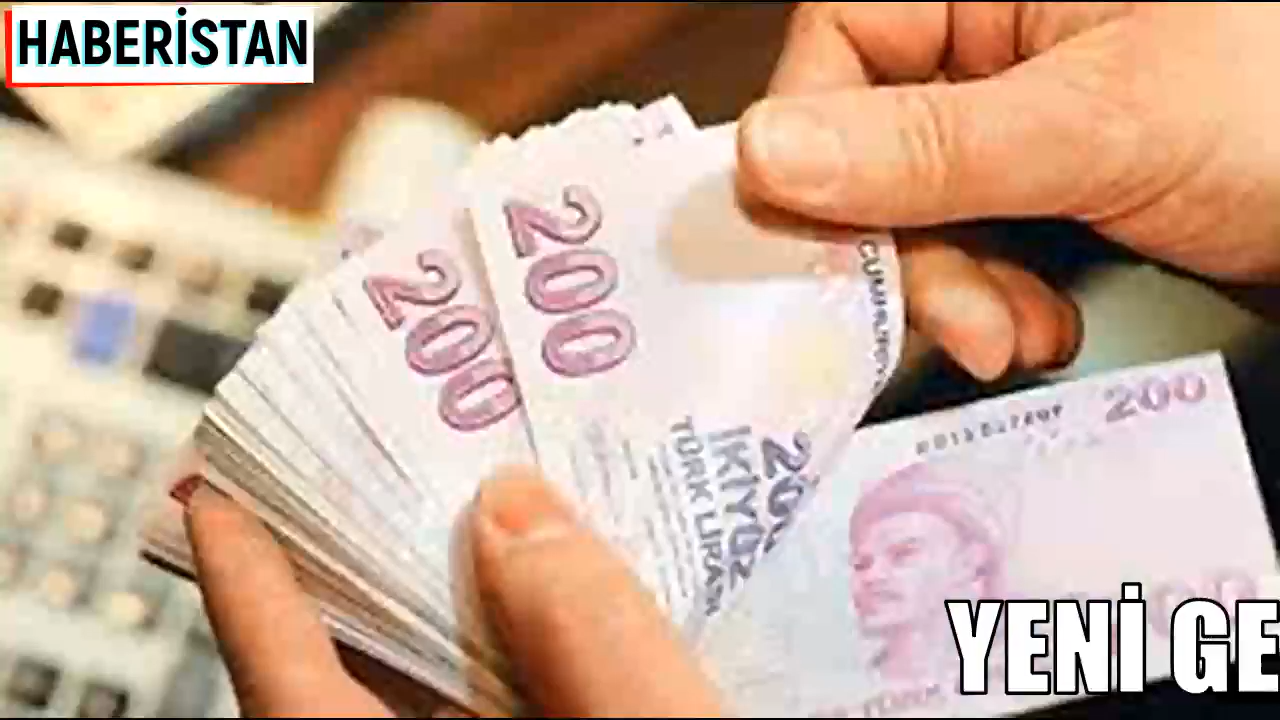 HABERİSTAN
200
200
200
İKİYÜZ
TÜRK LİRASI
200
YENİ GE